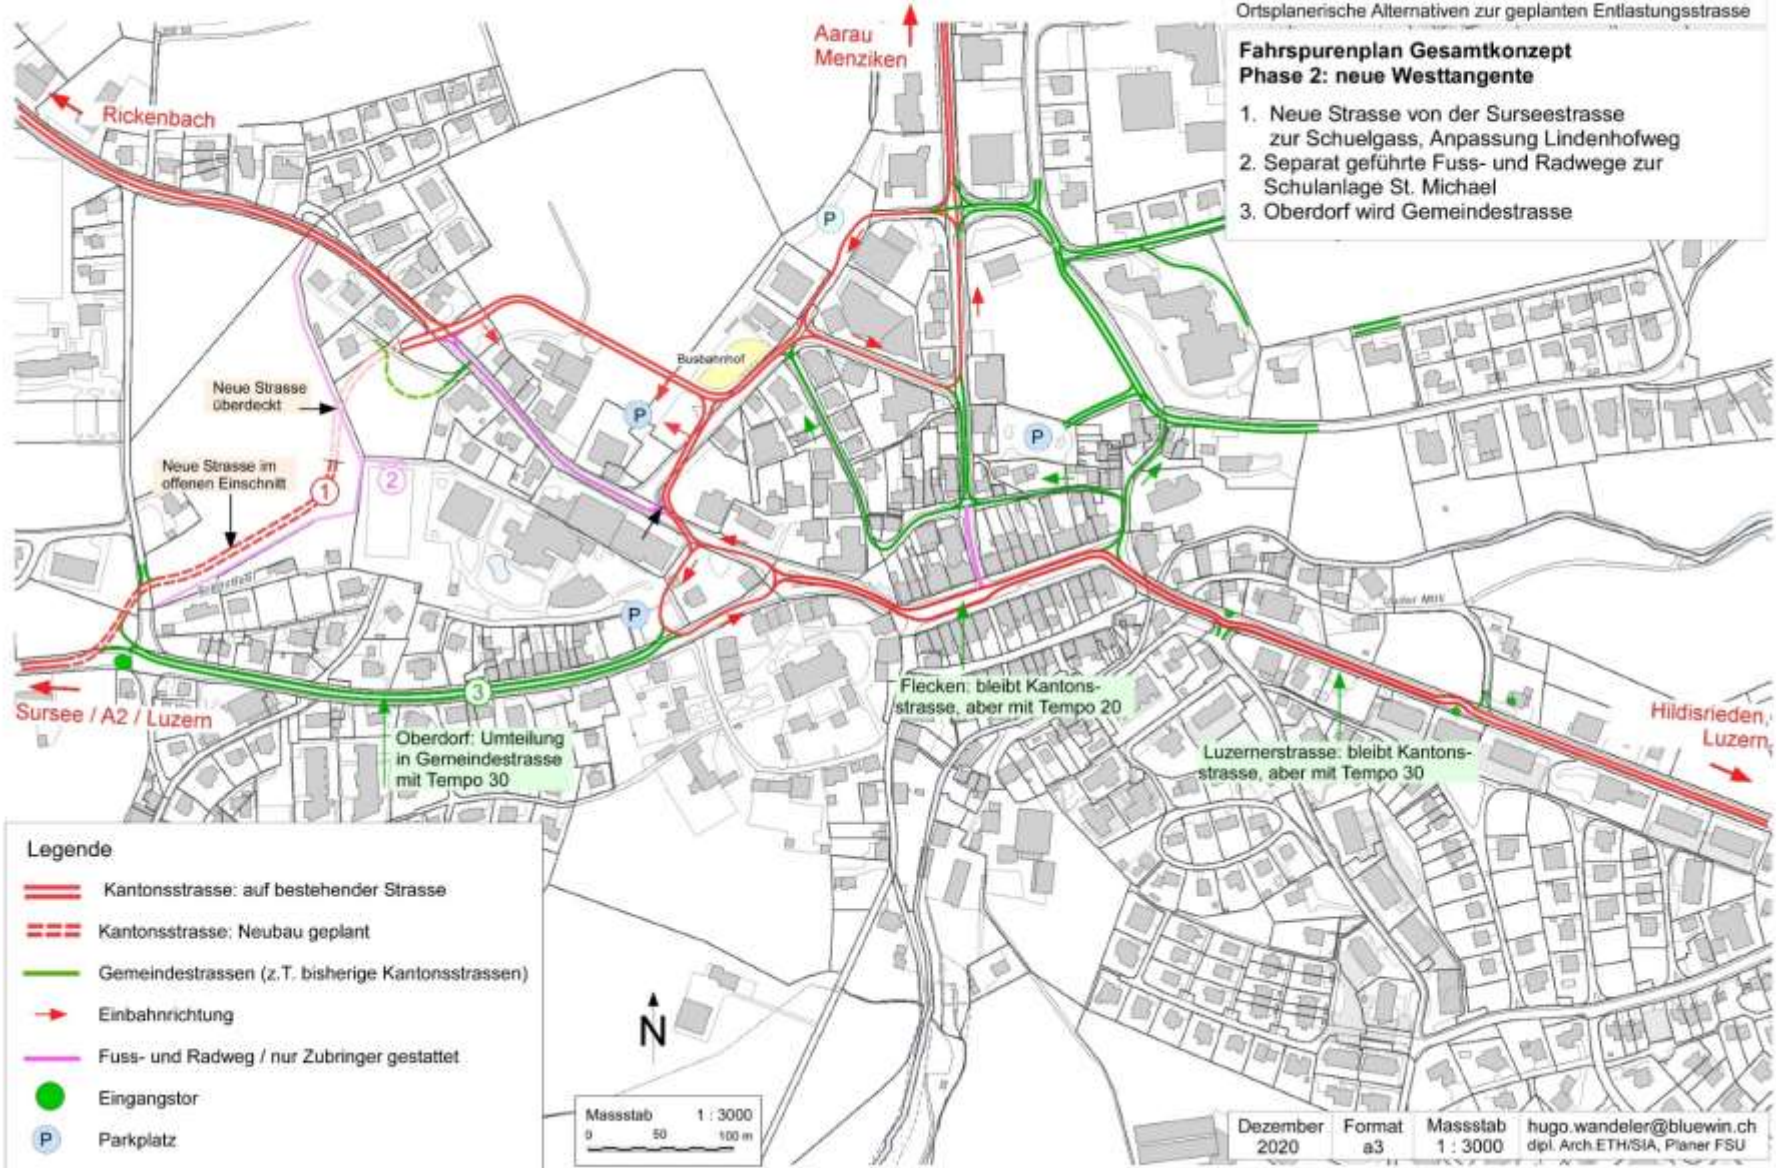 Ortsplanerische Alternativen zur geplanten Entlastungsstrasse
Fahrspurenplan Gesamtkonzept
Phase 2: neue Westtangente
1. Neue Strasse von der Surseestrasse
zur Schuelgass, Anpassung Lindenhofweg
2. Separat geführte Fuss- und Radwege zur
Schulanlage St. Michael
3. Oberdorf wird Gemeindestrasse
Aarau
Menziken
Rickenbach
P
Busbahnhof
Neue Strasse
überdeckt
P
P
Neue Strasse im
offenen Einschnitt
1
2
P
3
Sursee / A2 / Luzern
Oberdorf: Umteilung
in Gemeindestrasse
mit Tempo 30
Flecken: bleibt Kantons-
strasse, aber mit Tempo 20
Luzernerstrasse: bleibt Kantons-
strasse, aber mit Tempo 30
Hildisrieden,
Luzern
Legende
Kantonsstrasse: auf bestehender Strasse
Kantonsstrasse: Neubau geplant
Gemeindestrassen (z.T. bisherige Kantonsstrassen)
Einbahnrichtung
Fuss- und Radweg / nur Zubringer gestattet
Eingangstor
P Parkplatz
N
Massstab 1 : 3000
0 50 100 m
Dezember
2020
Format
a3
Massstab
1 : 3000
hugo.wandeler@bluewin.ch
dipl. Arch.ETH/SIA, Planer FSU